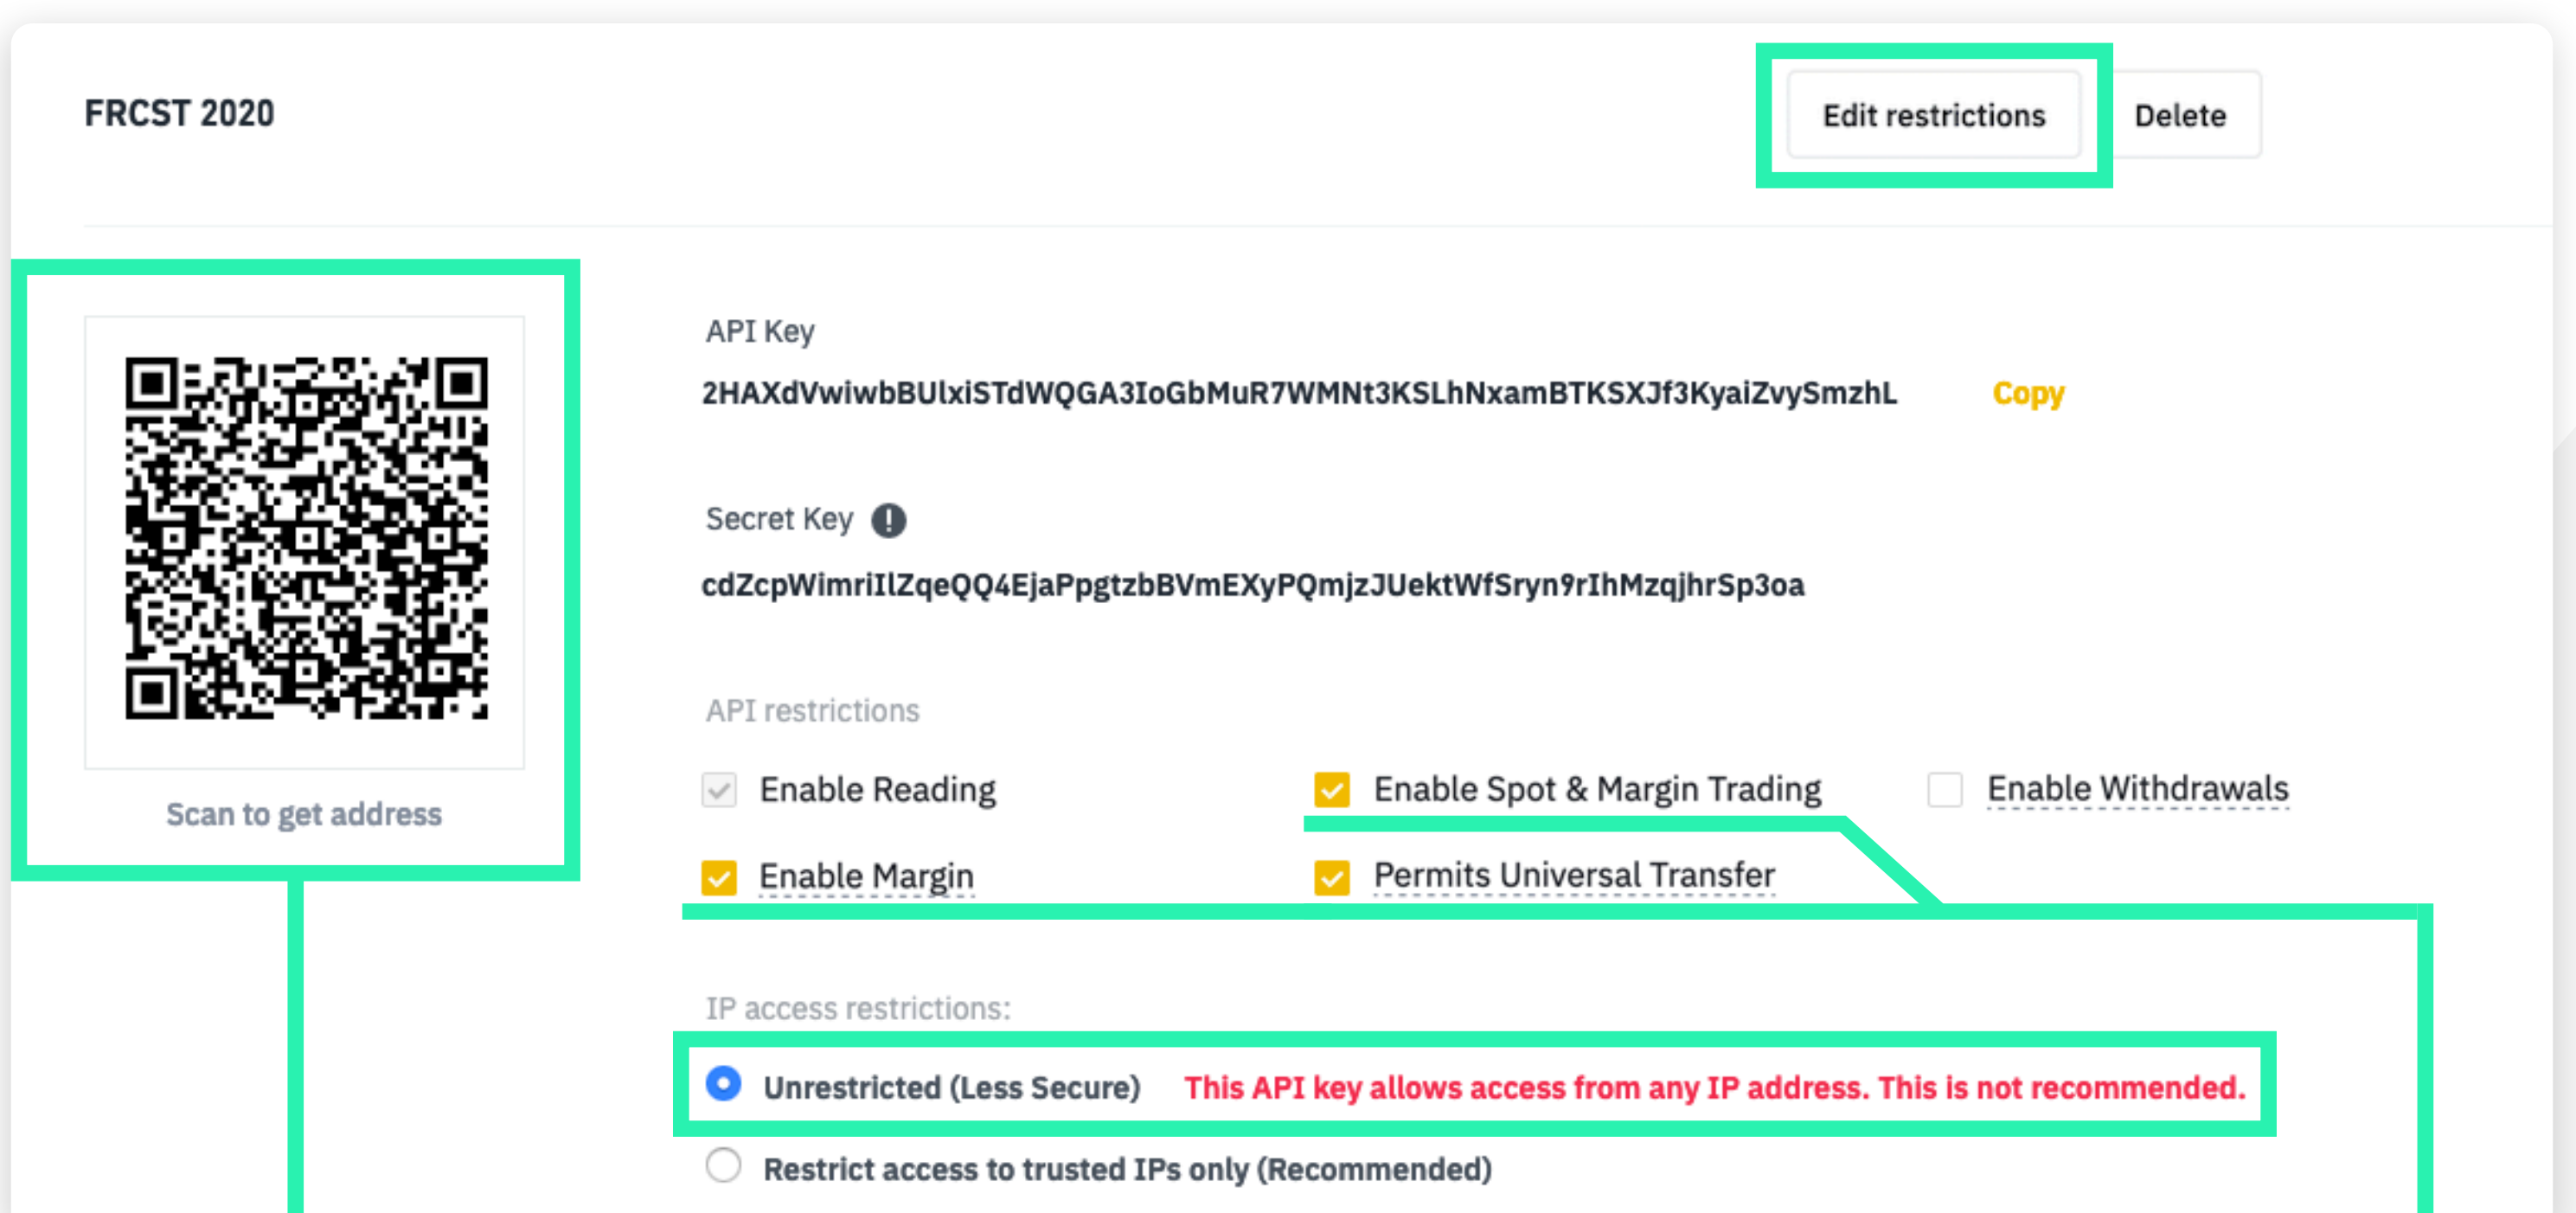 FRCST 2020
Edit restrictions
Delete
API Key
2HAXdVwiwbBUlxiSTdWQGA3IoGbMuR7WMNt3KSLhNxamBTKSXJf3KyaiZvySmzhL
Copy
Secret Key
cdZcpWimriIlZqeQQ4EjaPpgtzbBVmEXyPQmjzJUektWfSryn9rIhMzqjhrSp3oa
Scan to get address
API restrictions
Enable Reading
Enable Spot & Margin Trading
Enable Withdrawals
Enable Margin
Permits Universal Transfer
IP access restrictions:
Unrestricted (Less Secure) This API key allows access from any IP address. This is not recommended.
Restrict access to trusted IPs only (Recommended)